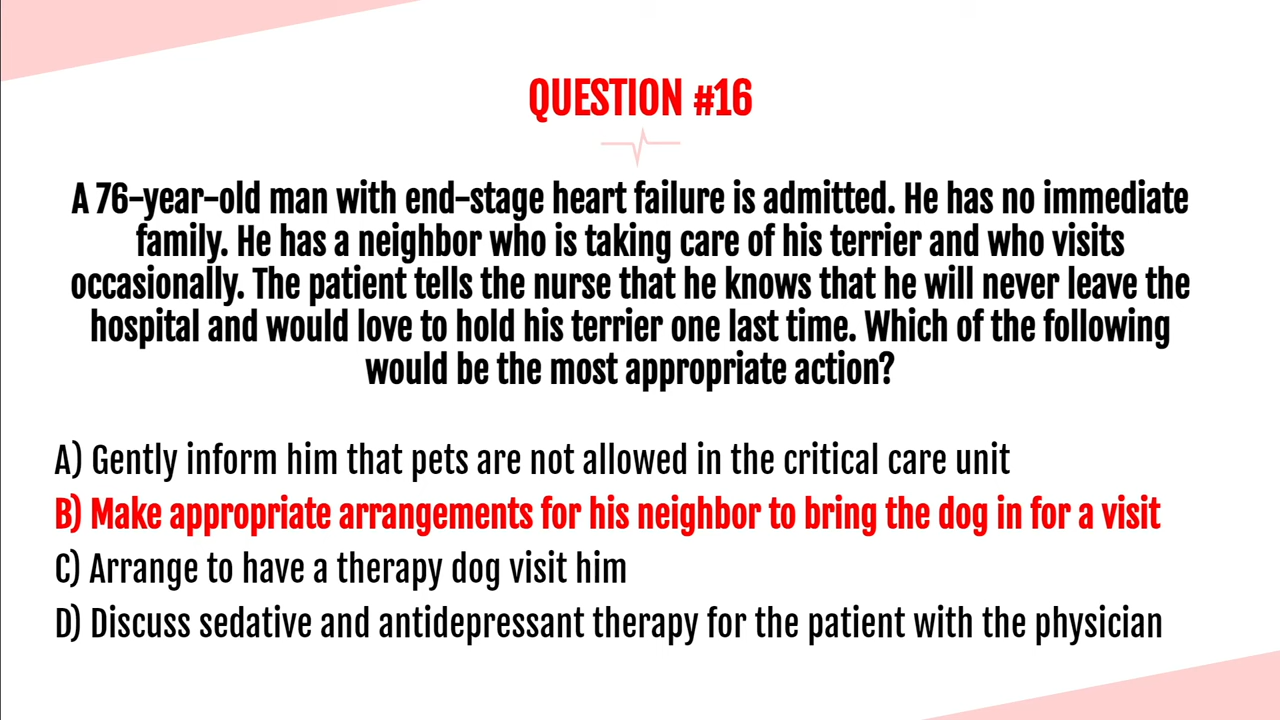 QUESTION #16
A 76-year-old man with end-stage heart failure is admitted. He has no immediate
family. He has a neighbor who is taking care of his terrier and who visits
occasionally. The patient tells the nurse that he knows that he will never leave the
hospital and would love to hold his terrier one last time. Which of the following
would be the most appropriate action?
A) Gently inform him that pets are not allowed in the critical care unit
B) Make appropriate arrangements for his neighbor to bring the dog in for a visit
C) Arrange to have a therapy dog visit him
D) Discuss sedative and antidepressant therapy for the patient with the physician